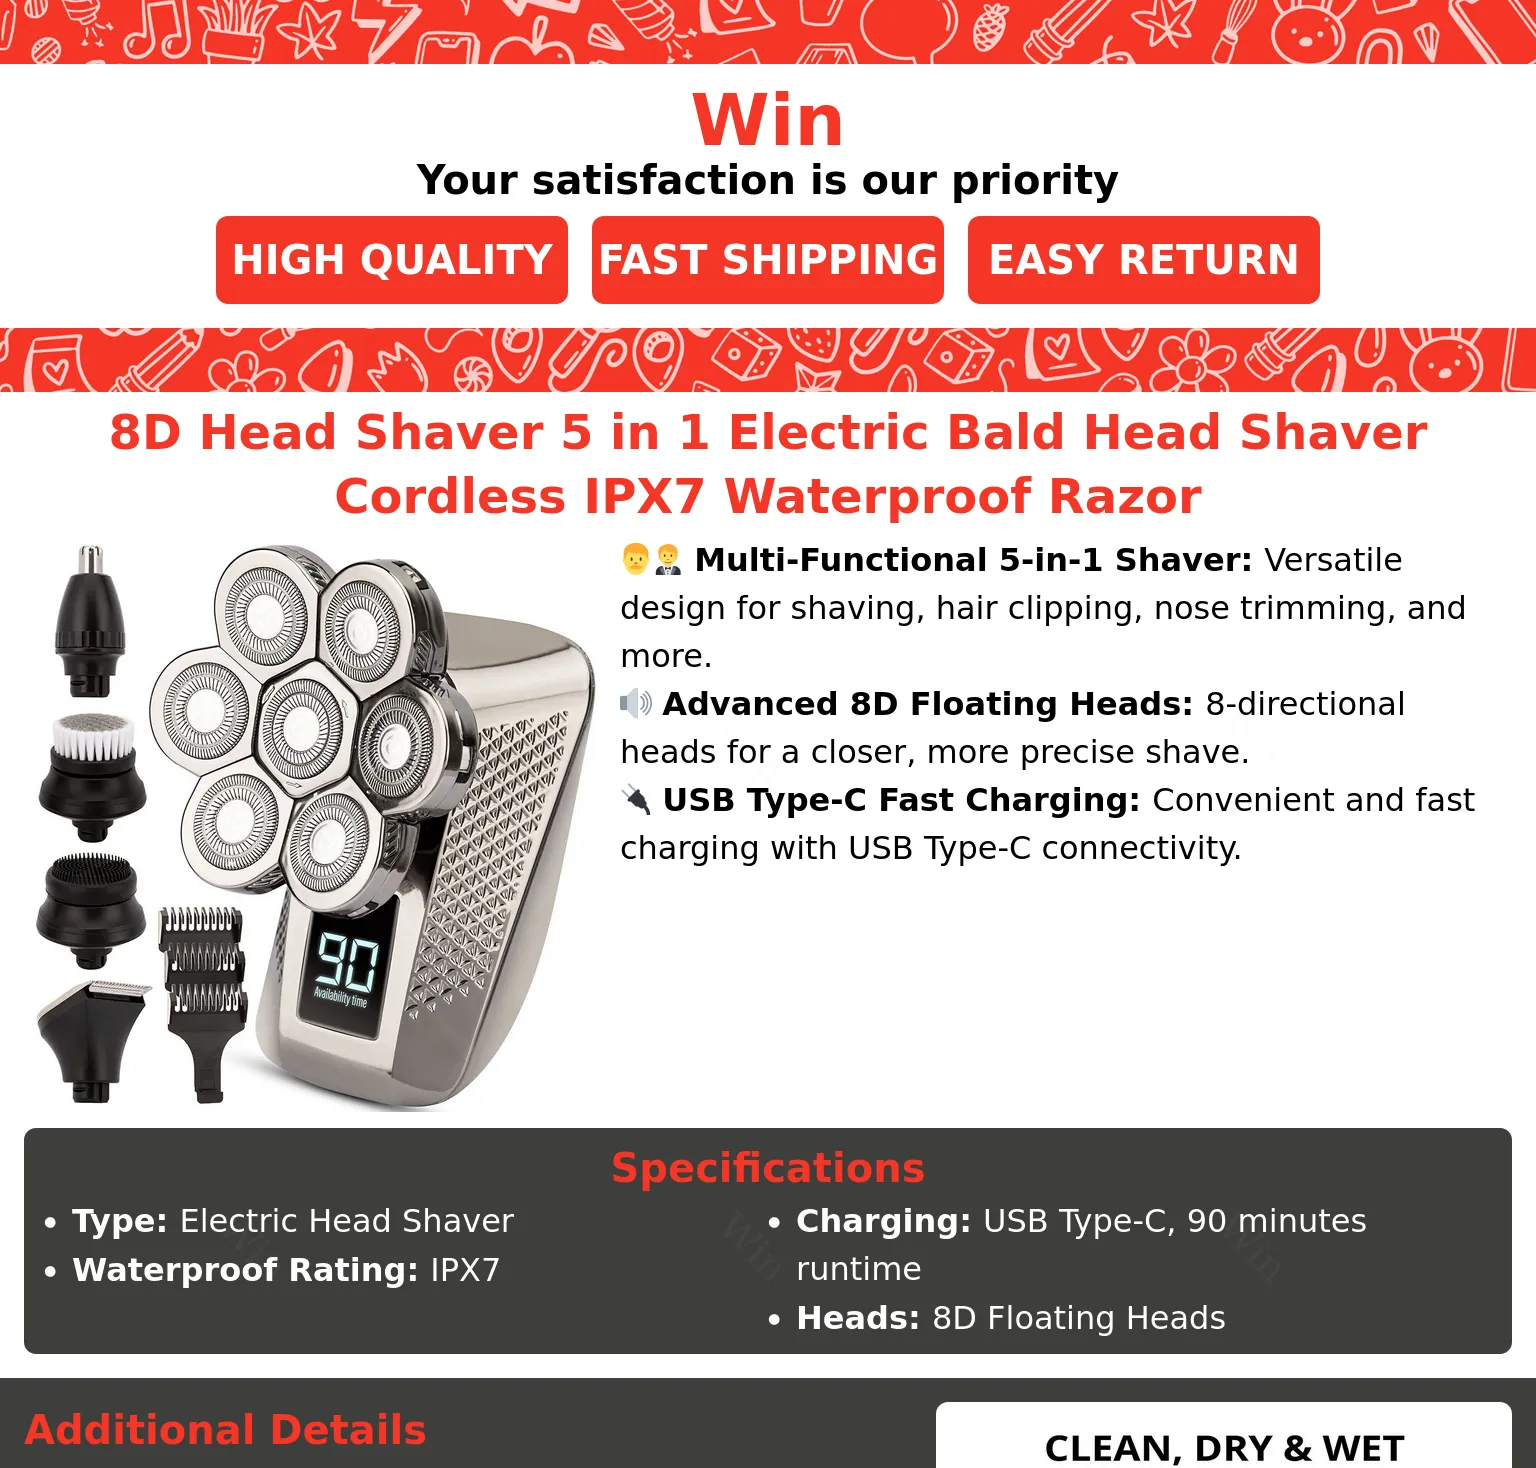 Win
Your satisfaction is our priority
HIGH QUALITY
FAST SHIPPING
EASY RETURN
8D Head Shaver 5 in 1 Electric Bald Head Shaver
Cordless IPX7 Waterproof Razor
👨🤵 Multi-Functional 5-in-1 Shaver: Versatile
design for shaving, hair clipping, nose trimming, and
more.
🔊 Advanced 8D Floating Heads: 8-directional
heads for a closer, more precise shave.
🔌 USB Type-C Fast Charging: Convenient and fast
charging with USB Type-C connectivity.
90
Availability time
Specifications
• Type: Electric Head Shaver
• Waterproof Rating: IPX7
• Charging: USB Type-C, 90 minutes
runtime
• Heads: 8D Floating Heads
Win
Win
Win
Additional Details
CLEAN, DRY & WET